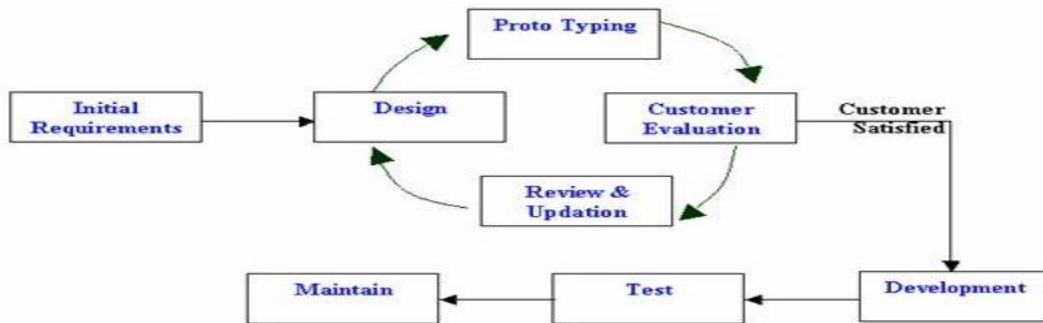 Proto Typing
Initial
Requirements
Design
Customer
Evaluation
Customer
Satisfied
Review &
Updation
Maintain
Test
Development